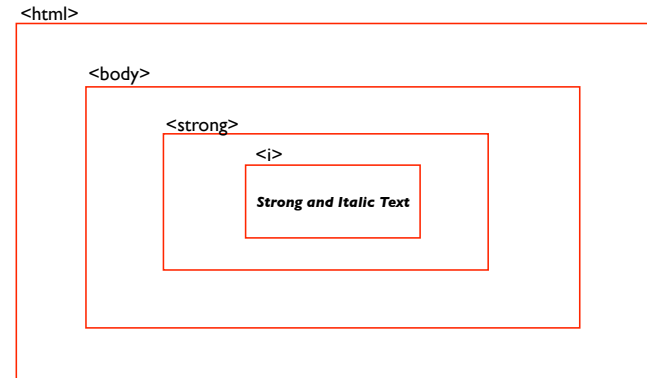 <html>
<body>
<strong>
<i>
Strong and Italic Text